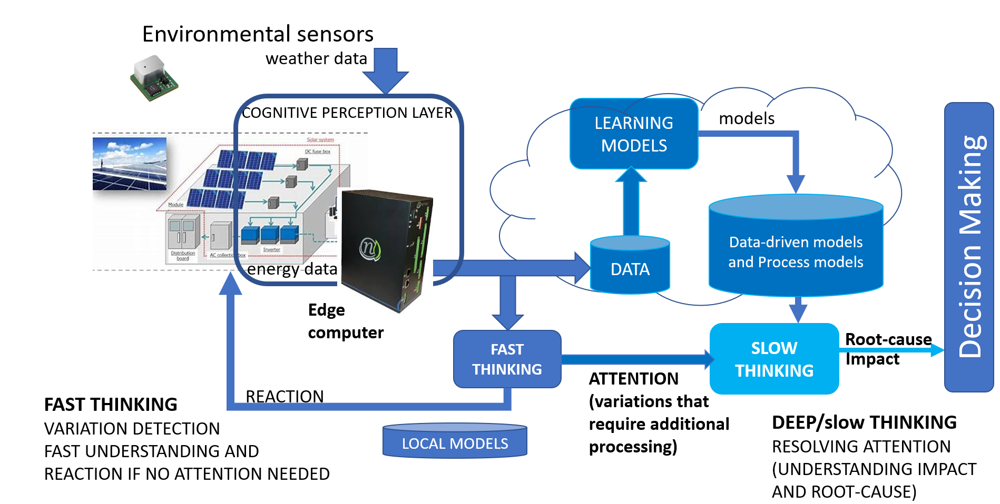 Environmental sensors
weather data
COGNITIVE PERCEPTION LAYER
Solar system
DC fuse box
Module
Distribution
board
AC collection box
Inverter
energy data
Edge
computer
LEARNING
MODELS
models
DATA
Data-driven models
and Process models
Decision Making
FAST
THINKING
SLOW
THINKING
Root-cause
Impact
REACTION
ATTENTION
(variations that
require additional
processing)
LOCAL MODELS
FAST THINKING
VARIATION DETECTION
FAST UNDERSTANDING AND
REACTION IF NO ATTENTION NEEDED
DEEP/slow THINKING
RESOLVING ATTENTION
(UNDERSTANDING IMPACT
AND ROOT-CAUSE)